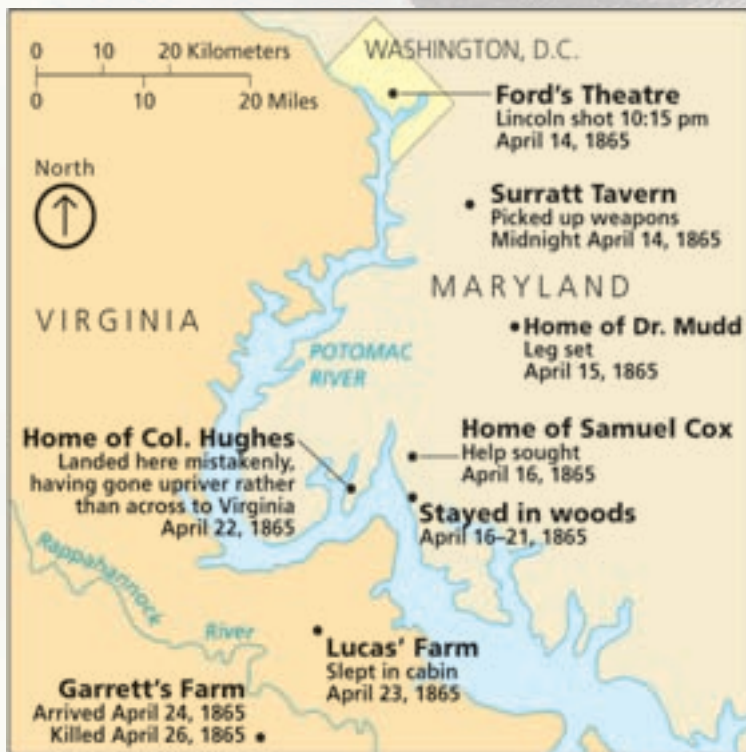 0 10 20 Kilometers
0 10 20 Miles
North
WASHINGTON, D.C.
Ford's Theatre
Lincoln shot 10:15 pm
April 14, 1865
Surratt Tavern
Picked up weapons
Midnight April 14, 1865
MARYLAND
VIRGINIA
Home of Dr. Mudd
Leg set
April 15, 1865
POTOMAC
RIVER
Home of Col. Hughes
Landed here mistakenly,
having gone upriver rather
than across to Virginia
April 22, 1865
Home of Samuel Cox
Help sought
April 16, 1865
Stayed in woods
April 16–21, 1865
Rappahannock
River
Lucas' Farm
Slept in cabin
April 23, 1865
Garrett's Farm
Arrived April 24, 1865
Killed April 26, 1865